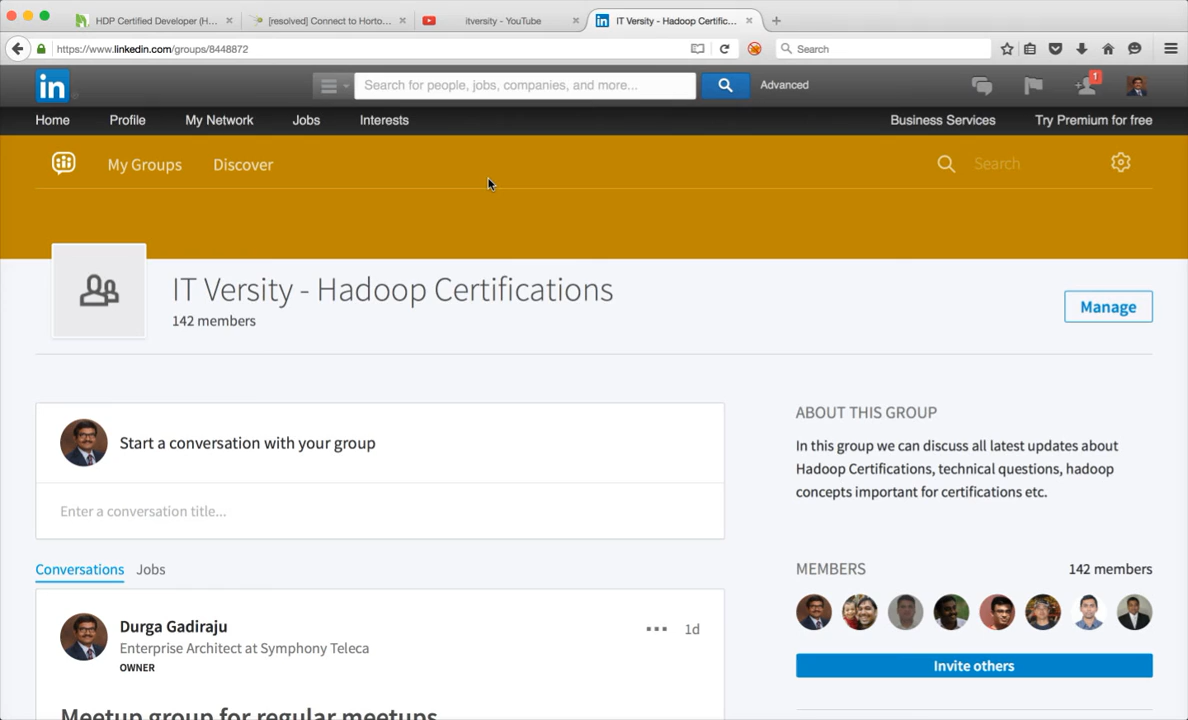 HDP Certified Developer (H...
[resolved] Connect to Horto...
itversity - YouTube
IT Versity - Hadoop Certific...
https://www.linkedin.com/groups/8448872
Search
in
Search for people, jobs, companies, and more...
Advanced
1
Home Profile My Network Jobs Interests
Business Services Try Premium for free
My Groups Discover
Search
IT Versity - Hadoop Certifications
142 members
Manage
Start a conversation with your group
Enter a conversation title...
Conversations Jobs
Durga Gadiraju
1d
Enterprise Architect at Symphony Teleca
OWNER
Meetup group for regular meetups
ABOUT THIS GROUP
In this group we can discuss all latest updates about
Hadoop Certifications, technical questions, hadoop
concepts important for certifications etc.
MEMBERS 142 members
Invite others